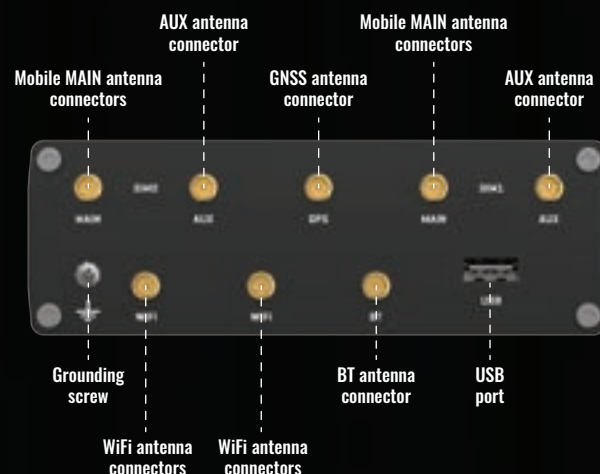 AUX antenna
connector
Mobile MAIN antenna
connectors
Mobile MAIN antenna
connectors
GNSS antenna
connector
AUX antenna
connector
MAIN
AUX
GPS
MAIN
AUX
WiFi
WiFi
BT
USB
Grounding
screw
BT antenna
connector
USB
port
WiFi antenna
connectors
WiFi antenna
connectors